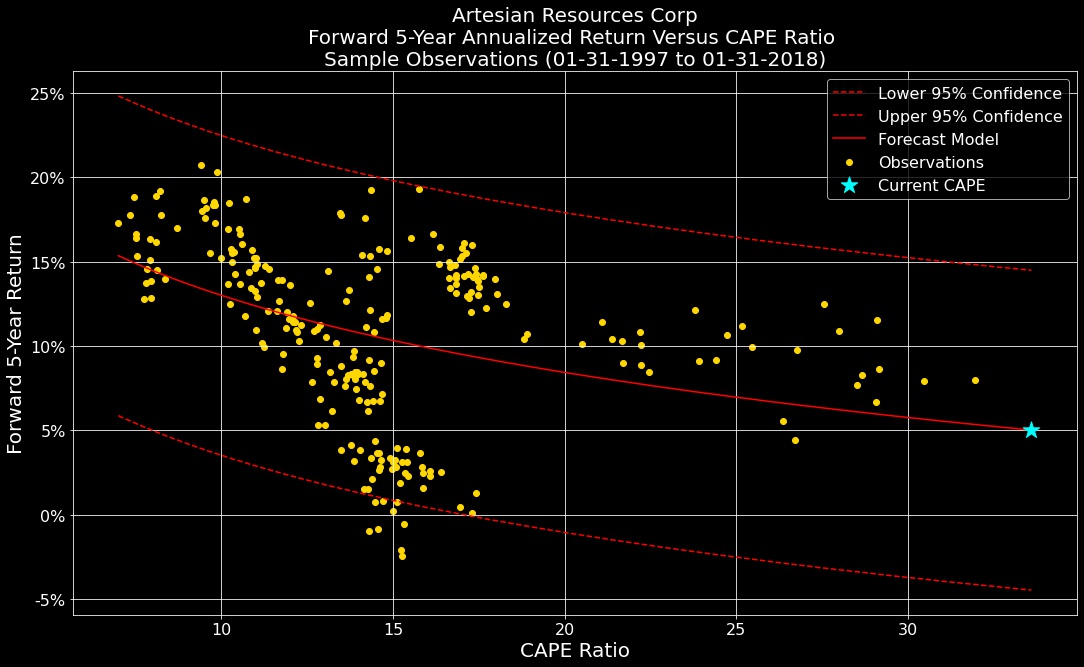 Artesian Resources Corp
Forward 5-Year Annualized Return Versus CAPE Ratio
Sample Observations (01-31-1997 to 01-31-2018)
Lower 95% Confidence
Upper 95% Confidence
Forecast Model
Observations
Current CAPE
Forward 5-Year Return
25%
20%
15%
10%
5%
0%
-5%
10
15
20
25
30
CAPE Ratio